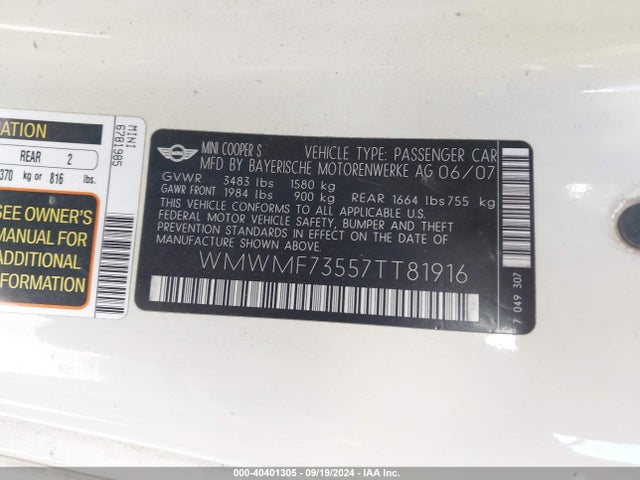 ATION
REAR 2
370 kg or 816 lbs.
SEE OWNER'S
MANUAL FOR
ADDITIONAL
INFORMATION
MINI
6781985
MINI
MINI COOPER S VEHICLE TYPE: PASSENGER CAR
MFD BY BAYERISCHE MOTORENWERKE AG 06/07
GVWR 3483 lbs 1580 kg
GAWR FRONT 1984 lbs 900 kg REAR 1664 lbs 755 kg
THIS VEHICLE CONFORMS TO ALL APPLICABLE U.S.
FEDERAL MOTOR VEHICLE SAFETY, BUMPER AND THEFT
PREVENTION STANDARDS IN EFFECT ON THE DATE OF
MANUFACTURE SHOWN ABOVE.
WMWMF73557TT81916
7 049 307
000-40401305 - 09/19/2024 - IAA Inc.